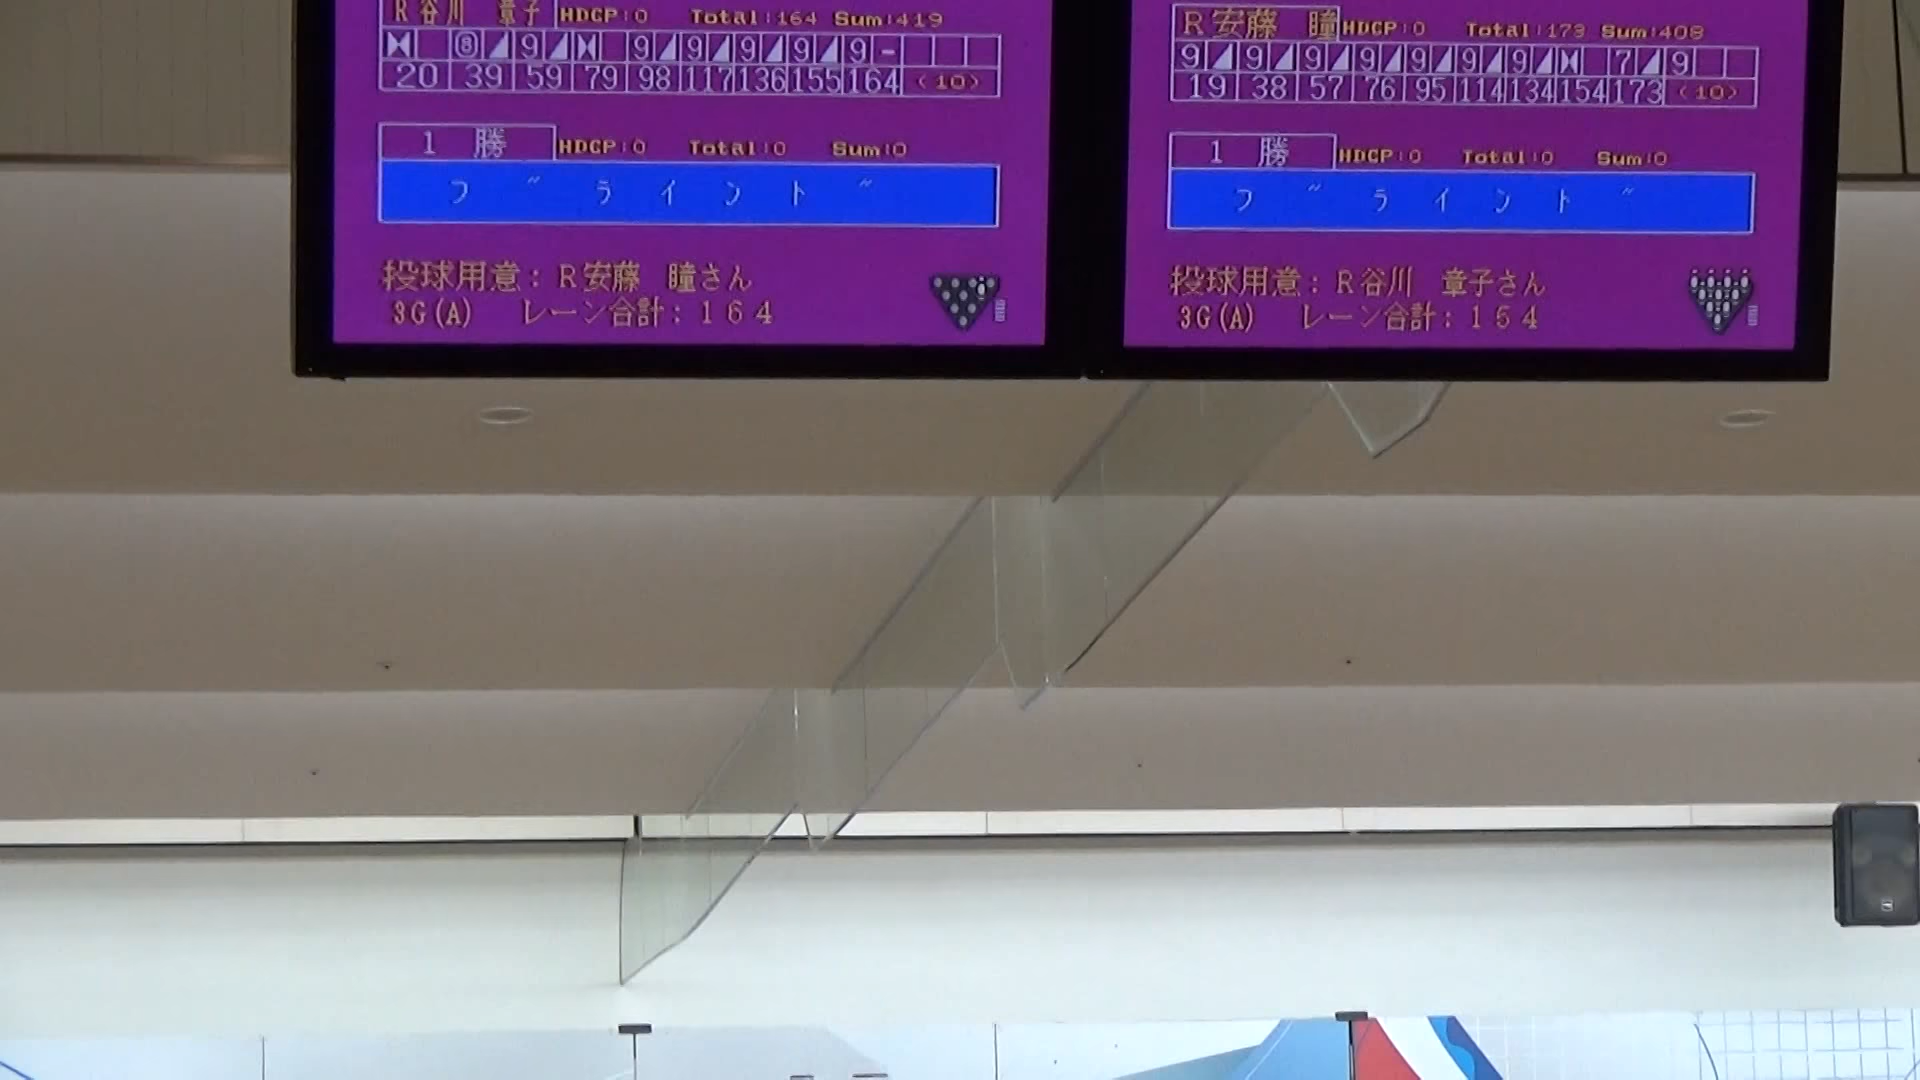 R谷川 章子 HDCP:0 Total:164 Sum:419
⑧ 9 9 9 9 9 9 -
20 39 59 79 98 117 136 155 164 <10>
1 勝 HDCP:0 Total:0 Sum:0
ブラインド
投球用意: R安藤 瞳さん
3G(A) レーン合計: 164
R安藤 瞳 HDCP:0 Total:173 Sum:408
9 9 9 9 9 9 9 7 9
19 38 57 76 95 114 134 154 173 <10>
1 勝 HDCP:0 Total:0 Sum:0
ブラインド
投球用意: R谷川 章子さん
3G(A) レーン合計: 154